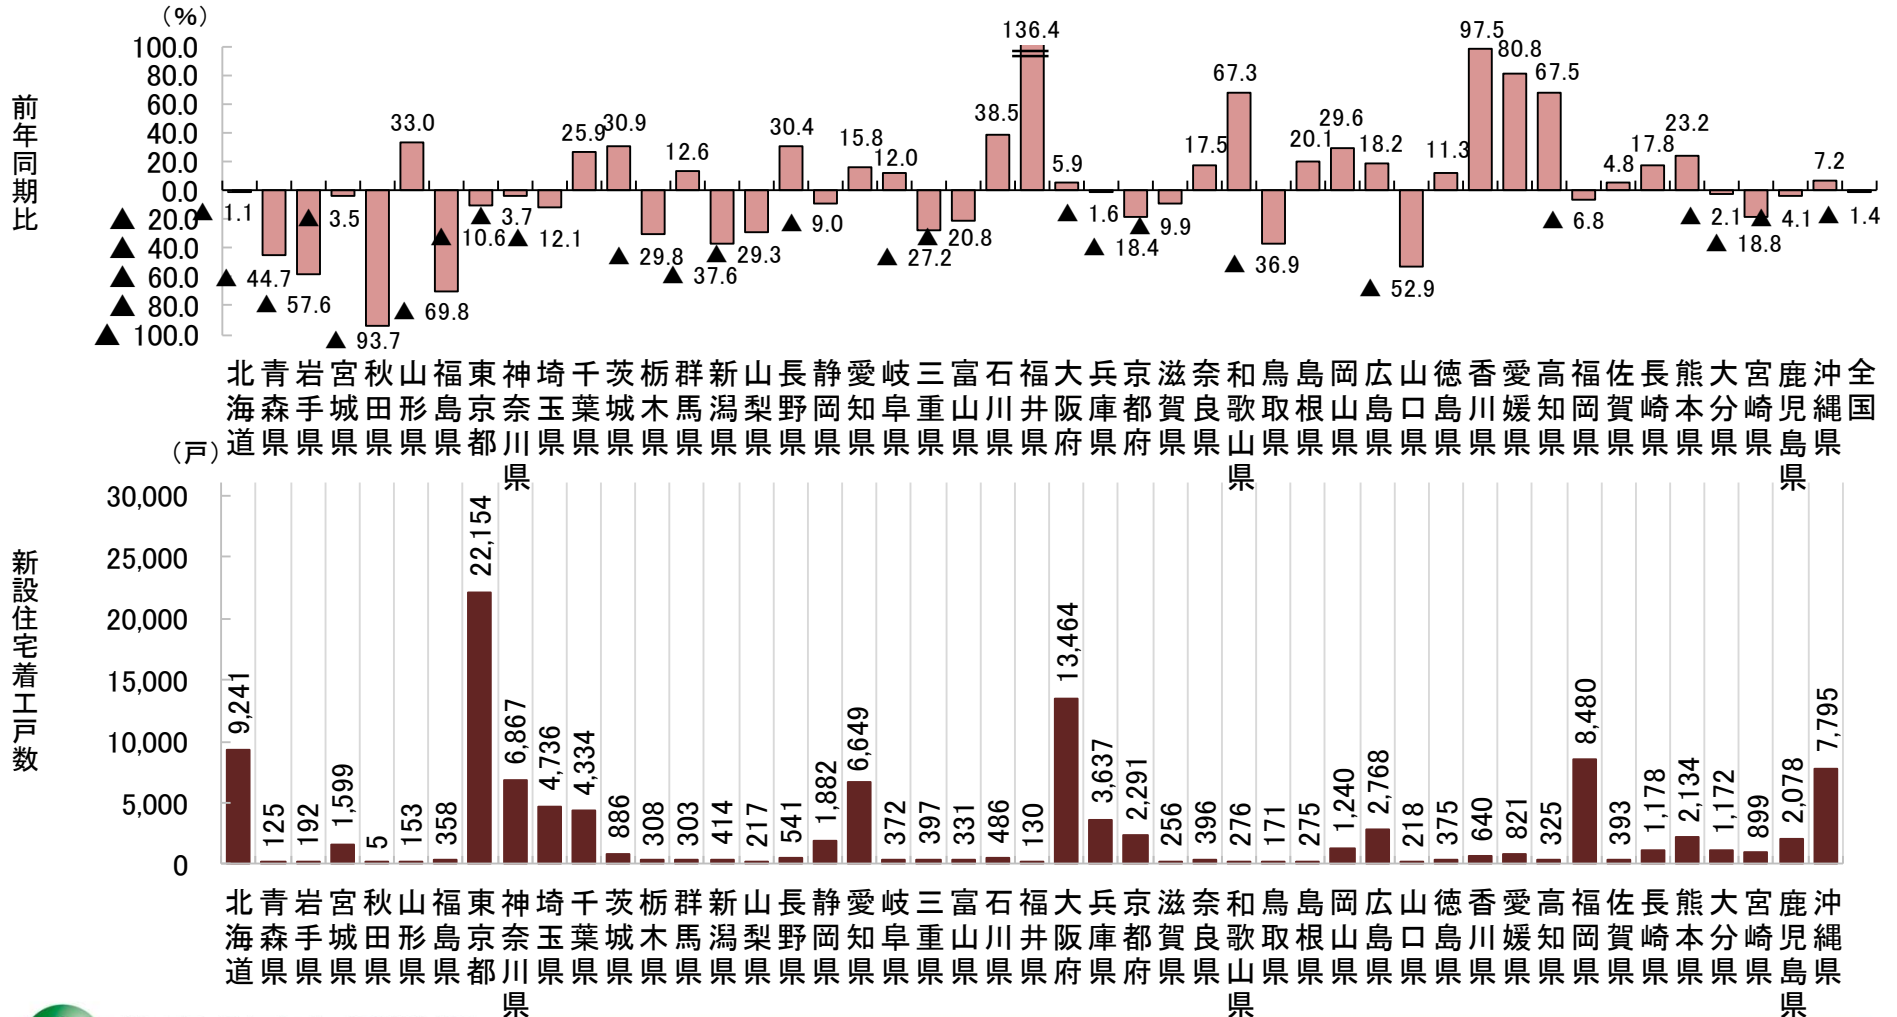 (%)
前年同期比
100.0
80.0
60.0
40.0
20.0
0.0
▲ 20.0
▲ 40.0
▲ 60.0
▲ 80.0
▲ 100.0
▲ 1.1
▲ 44.7
▲ 57.6
▲ 3.5
▲ 93.7
33.0
▲ 69.8
▲ 10.6
▲ 3.7
▲ 12.1
25.9
30.9
▲ 29.8
12.6
▲ 37.6
▲ 29.3
30.4
▲ 9.0
15.8
12.0
▲ 27.2
▲ 20.8
38.5
136.4
5.9
▲ 1.6
▲ 18.4
▲ 9.9
17.5
67.3
▲ 36.9
20.1
29.6
18.2
▲ 52.9
11.3
97.5
80.8
67.5
▲ 6.8
4.8
17.8
23.2
▲ 2.1
▲ 18.8
▲ 4.1
7.2
▲ 1.4
北海道
青森県
岩手県
宮城県
秋田県
山形県
福島県
東京都
神奈川県
埼玉県
千葉県
茨城県
栃木県
群馬県
新潟県
山梨県
長野県
静岡県
愛知県
岐阜県
三重県
富山県
石川県
福井県
大阪府
兵庫県
京都府
滋賀県
奈良県
和歌山県
鳥取県
島根県
岡山県
広島県
山口県
徳島県
香川県
愛媛県
高知県
福岡県
佐賀県
長崎県
熊本県
大分県
宮崎県
鹿児島県
沖縄県
全国
(戸)
新設住宅着工戸数
30,000
25,000
20,000
15,000
10,000
5,000
0
9,241
125
192
1,599
5
153
358
22,154
6,867
4,736
4,334
886
308
303
414
217
541
1,882
6,649
372
397
331
486
130
13,464
3,637
2,291
256
396
276
171
275
1,240
2,768
218
375
640
821
325
8,480
393
1,178
2,134
1,172
899
2,078
7,795
北海道
青森県
岩手県
宮城県
秋田県
山形県
福島県
東京都
神奈川県
埼玉県
千葉県
茨城県
栃木県
群馬県
新潟県
山梨県
長野県
静岡県
愛知県
岐阜県
三重県
富山県
石川県
福井県
大阪府
兵庫県
京都府
滋賀県
奈良県
和歌山県
鳥取県
島根県
岡山県
広島県
山口県
徳島県
香川県
愛媛県
高知県
福岡県
佐賀県
長崎県
熊本県
大分県
宮崎県
鹿児島県
沖縄県